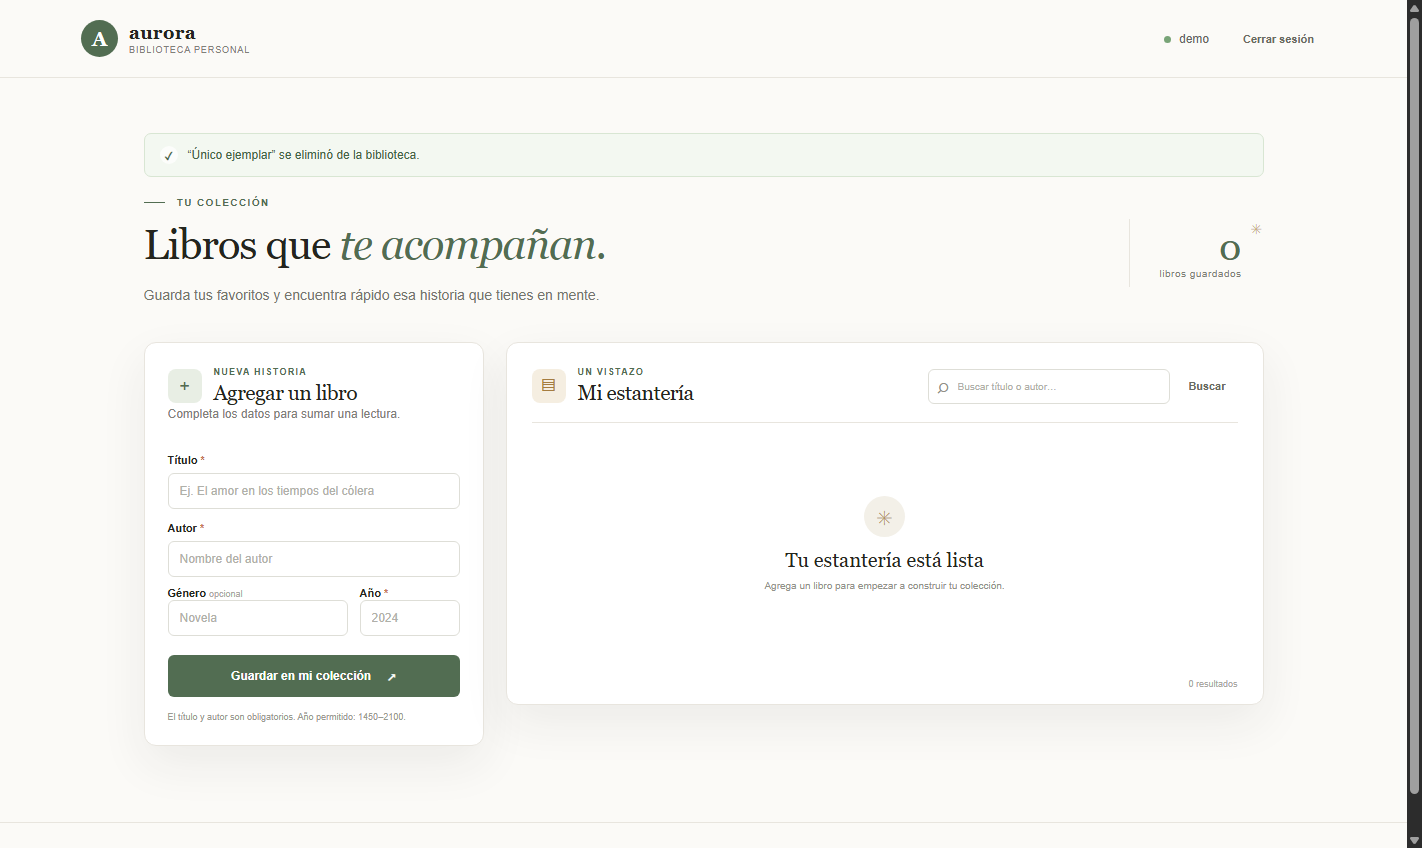 A
aurora
BIBLIOTECA PERSONAL
demo
Cerrar sesión
✓ “Único ejemplar” se eliminó de la biblioteca.
TU COLECCIÓN
Libros que te acompañan.
Guarda tus favoritos y encuentra rápido esa historia que tienes en mente.
0
libros guardados
+
NUEVA HISTORIA
Agregar un libro
Completa los datos para sumar una lectura.
Título *
Ej. El amor en los tiempos del cólera
Autor *
Nombre del autor
Género opcional
Año *
Novela
2024
Guardar en mi colección ↗
El título y autor son obligatorios. Año permitido: 1450–2100.
UN VISTAZO
Mi estantería
Buscar título o autor...
Buscar
Tu estantería está lista
Agrega un libro para empezar a construir tu colección.
0 resultados